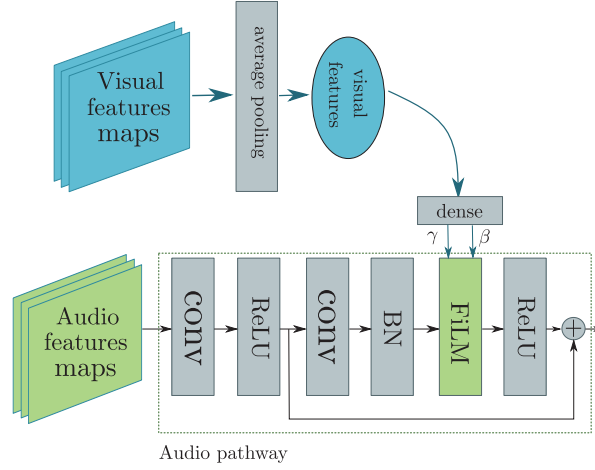 Visual
features
maps
average pooling
visual
features
dense
γ
β
Audio
features
maps
conv
ReLU
conv
BN
FiLM
ReLU
+
Audio pathway